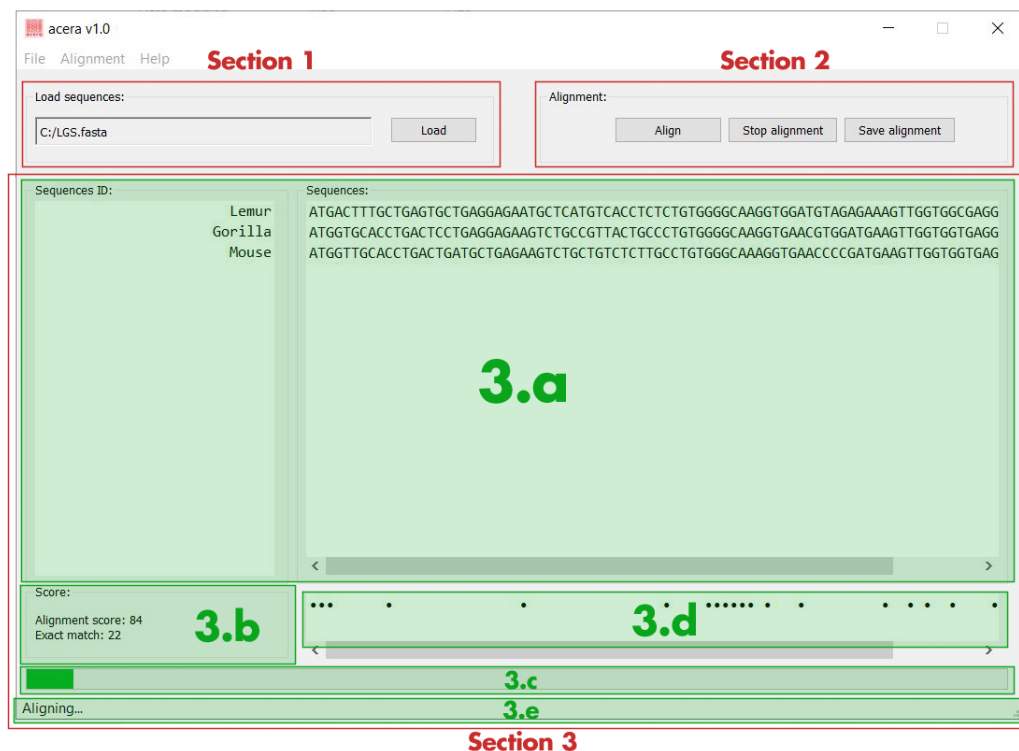 acera v1.0
File Alignment Help
Section 1
Section 2
Load sequences:
Alignment:
C:/LGS.fasta
Load
Align
Stop alignment
Save alignment
Sequences ID:
Sequences:
Lemur
ATGACTTTGCTGAGTGCTGAGGAGAATGCTCATGTCACCTCTCTGTGGGGCAAGGTGGATGTAGAGAAAGTTGGTGGCGAGG
Gorilla
ATGGTGCACCTGACTCCTGAGGAGAAGTCTGCCGTTACTGCCCTGTGGGGCAAGGTGAACGTGGATGAAGTTGGTGGTGAGG
Mouse
ATGGTTGCACCTGACTGATGCTGAGAAGTCTGCTGTCTCTTGCCTGTGGGCAAAGGTGAACCCCGATGAAGTTGGTGGTGAG
3.a
Score:
Alignment score: 84
Exact match: 22
3.b
3.d
3.c
Aligning...
3.e
Section 3